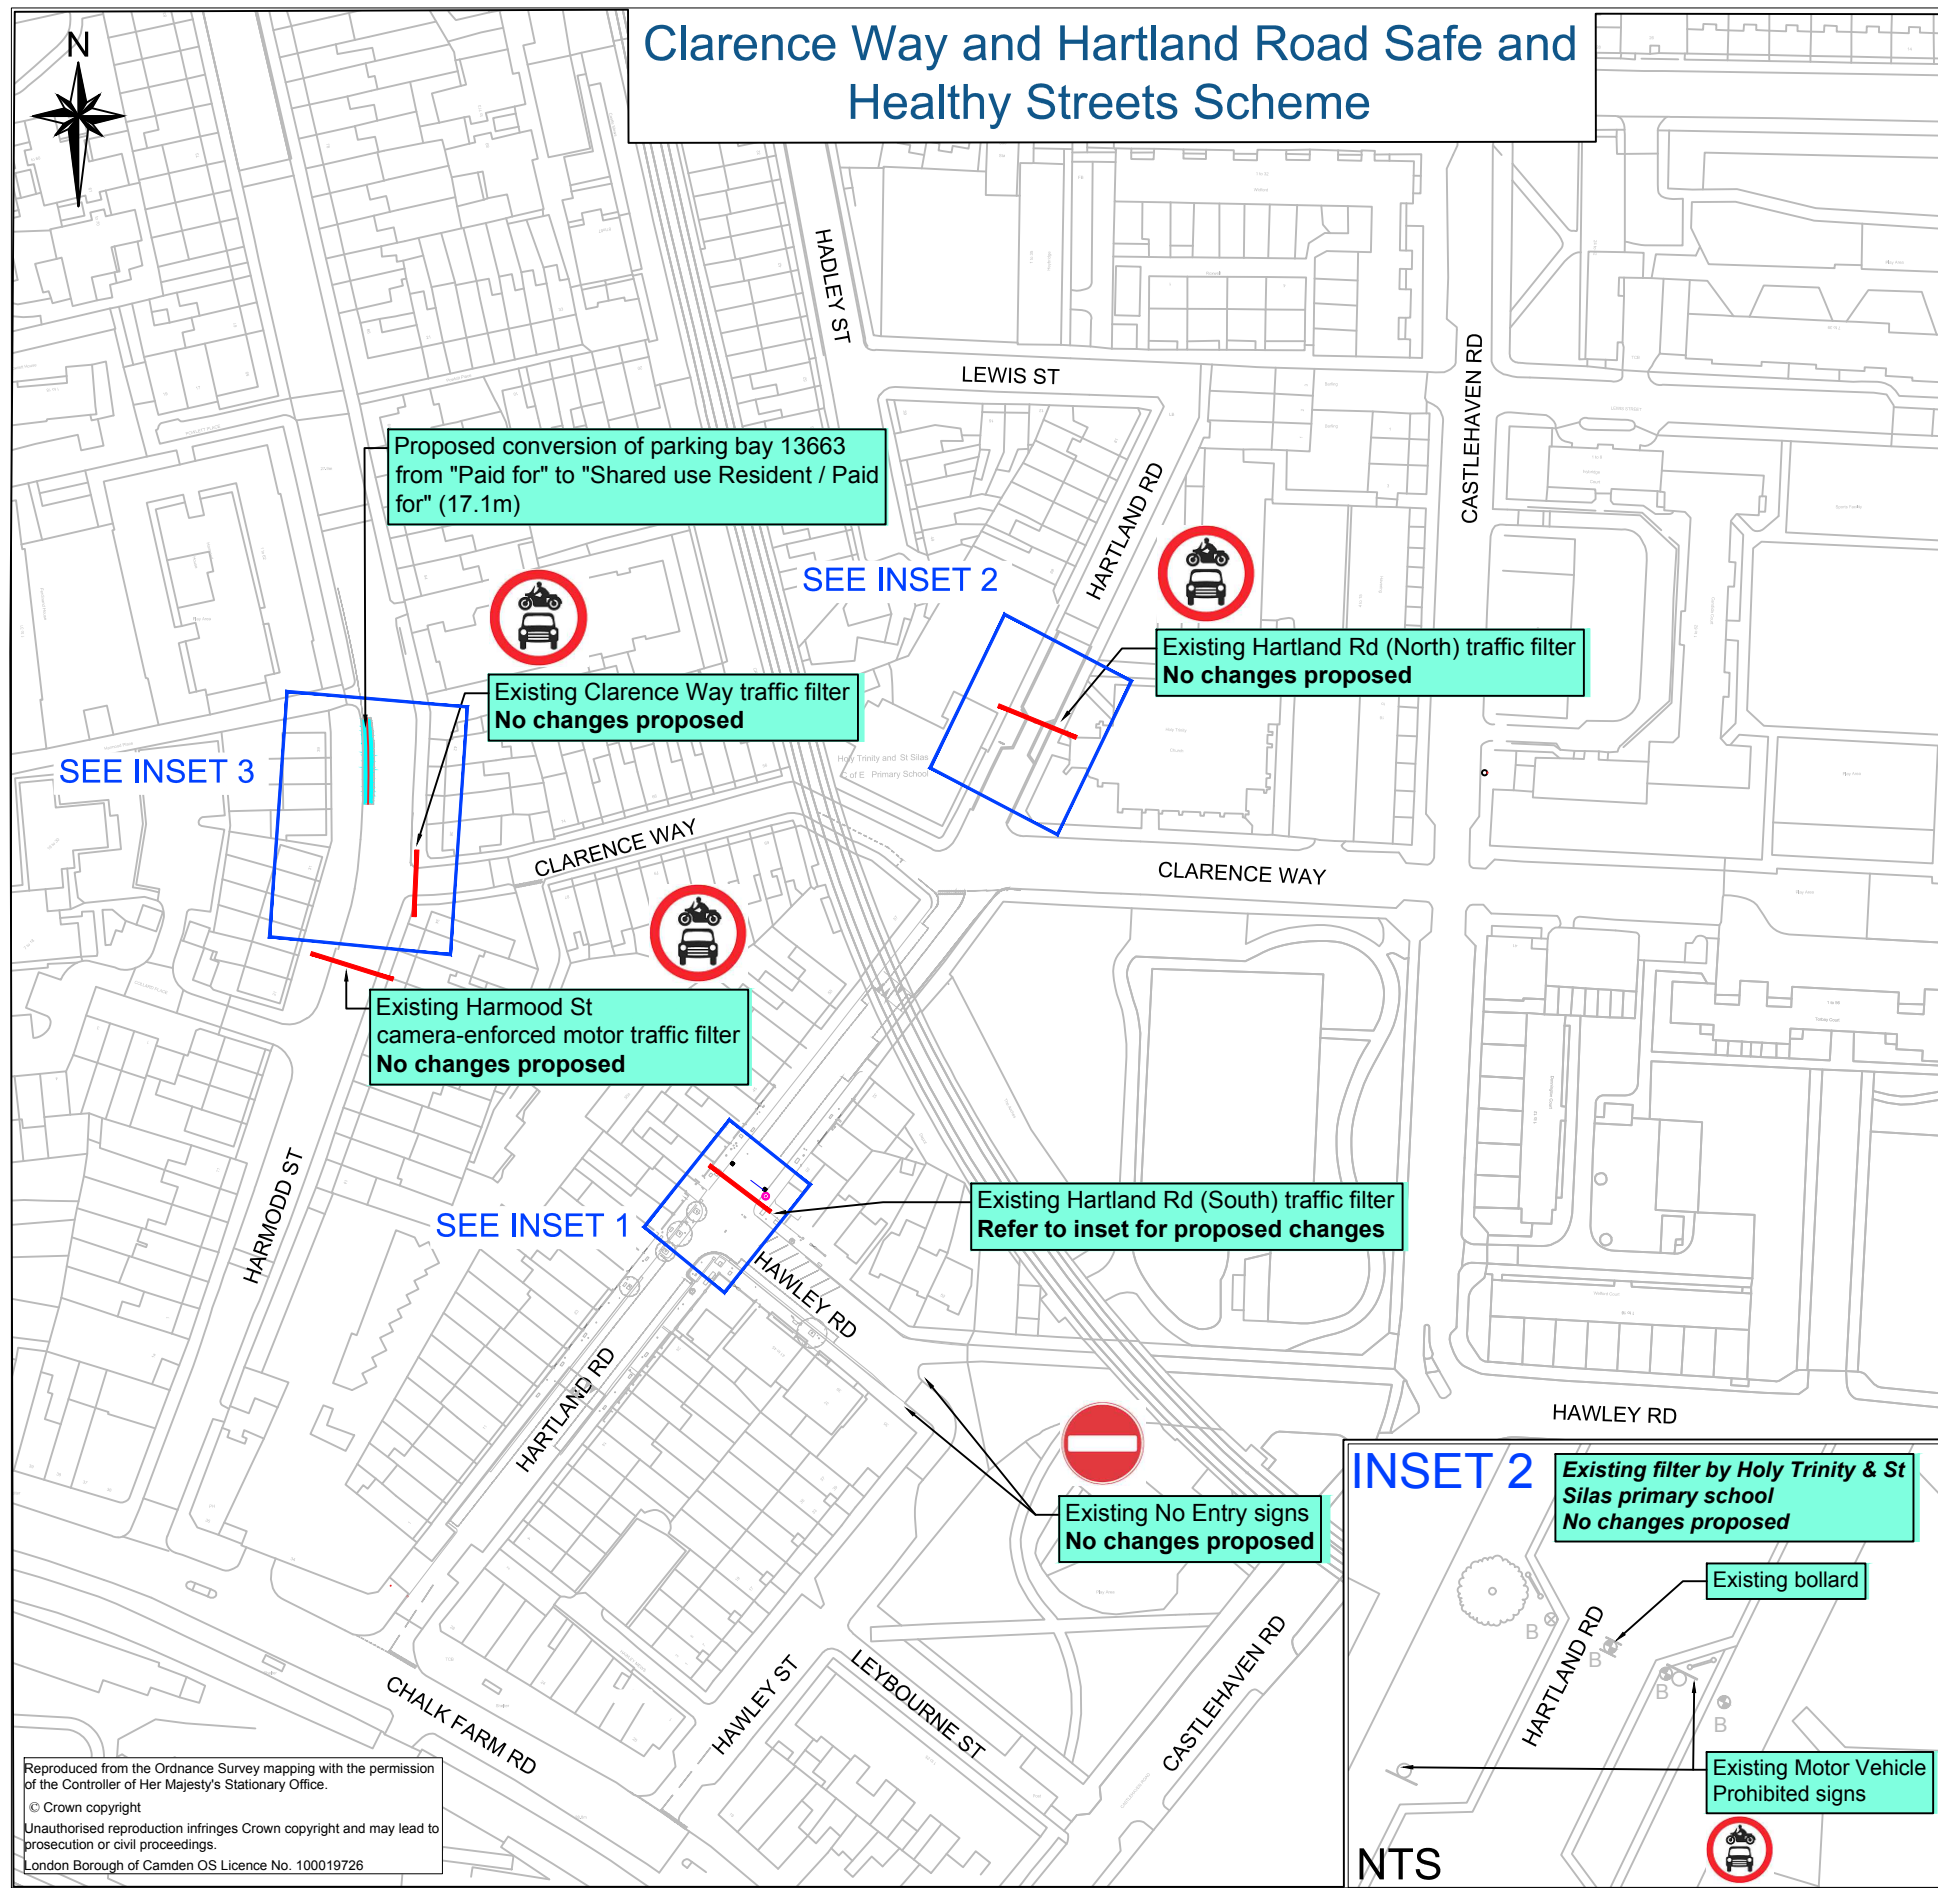 Clarence Way and Hartland Road Safe and
Healthy Streets Scheme
N
HADLEY ST
LEWIS ST
CASTLEHAVEN RD
HARTLAND RD
Proposed conversion of parking bay 13663
from "Paid for" to "Shared use Resident / Paid
for" (17.1m)
SEE INSET 2
Existing Hartland Rd (North) traffic filter
No changes proposed
Existing Clarence Way traffic filter
No changes proposed
SEE INSET 3
Holy Trinity and St Silas
C of E Primary School
CLARENCE WAY
CLARENCE WAY
Existing Harmood St
camera-enforced motor traffic filter
No changes proposed
HARMODD ST
SEE INSET 1
Existing Hartland Rd (South) traffic filter
Refer to inset for proposed changes
HAWLEY RD
HARTLAND RD
HAWLEY RD
Existing No Entry signs
No changes proposed
CHALK FARM RD
HAWLEY ST
LEYBOURNE ST
CASTLEHAVEN RD
INSET 2
Existing filter by Holy Trinity & St
Silas primary school
No changes proposed
Existing bollard
B
B
B
B
HARTLAND RD
Existing Motor Vehicle
Prohibited signs
NTS
Reproduced from the Ordnance Survey mapping with the permission
of the Controller of Her Majesty's Stationary Office.
© Crown copyright
Unauthorised reproduction infringes Crown copyright and may lead to
prosecution or civil proceedings.
London Borough of Camden OS Licence No. 100019726